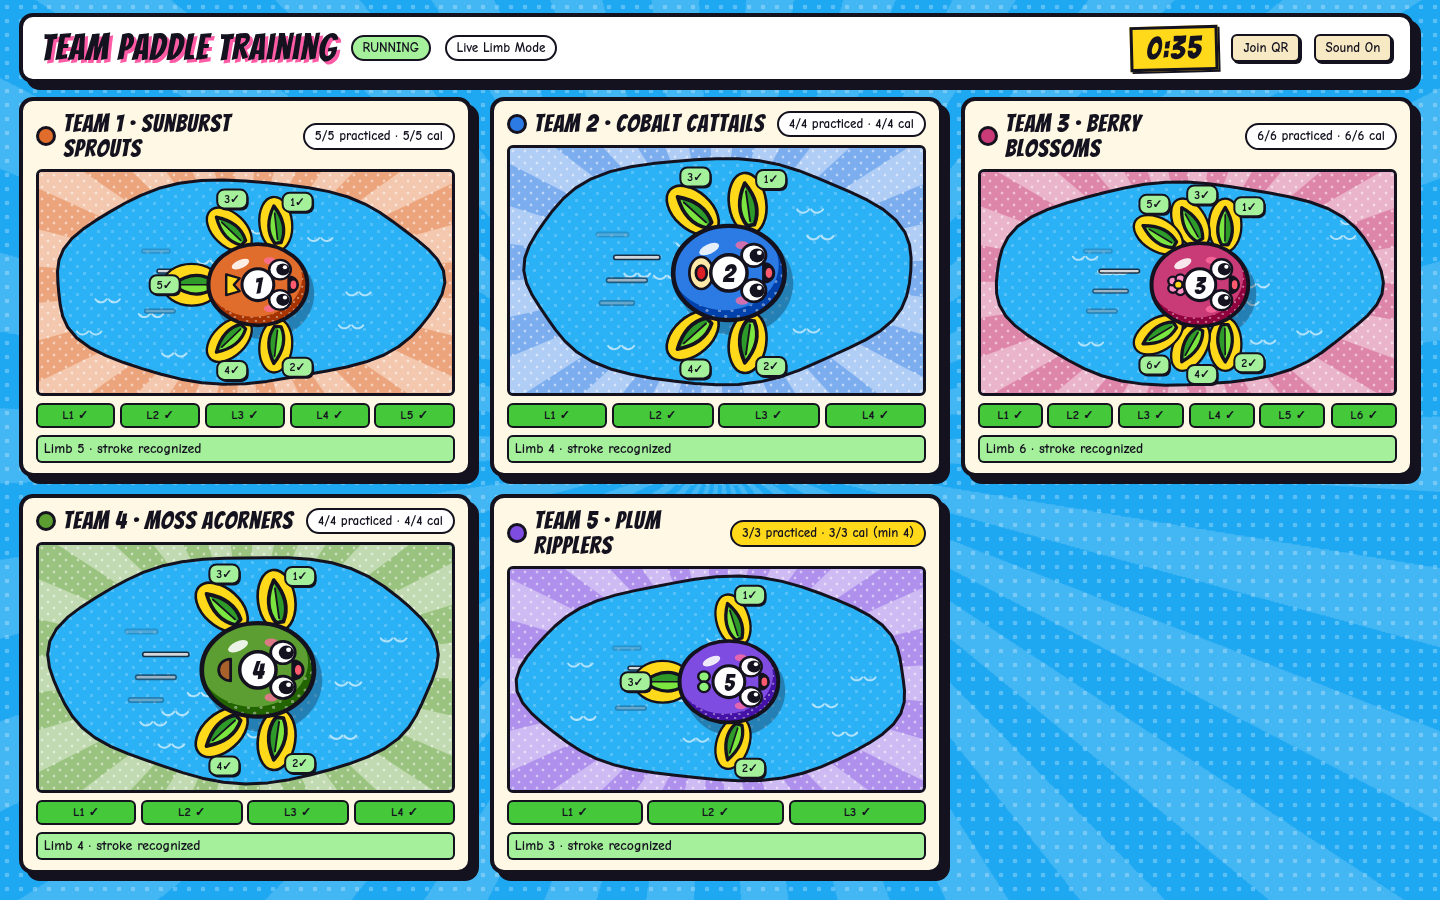 TEAM PADDLE TRAINING RUNNING Live Limb Mode 0:35 Join QR Sound On
TEAM 1 · SUNBURST
SPROUTS
5/5 practiced · 5/5 cal
3✓ 1✓
5✓ 1
4✓ 2✓
L1 ✓ L2 ✓ L3 ✓ L4 ✓ L5 ✓
Limb 5 · stroke recognized
TEAM 2 · COBALT CATTAILS 4/4 practiced · 4/4 cal
3✓ 1✓
2
4✓ 2✓
L1 ✓ L2 ✓ L3 ✓ L4 ✓
Limb 4 · stroke recognized
TEAM 3 · BERRY
BLOSSOMS
6/6 practiced · 6/6 cal
5✓ 3✓ 1✓
3
6✓ 4✓ 2✓
L1 ✓ L2 ✓ L3 ✓ L4 ✓ L5 ✓ L6 ✓
Limb 6 · stroke recognized
TEAM 4 · MOSS ACORNERS 4/4 practiced · 4/4 cal
3✓ 1✓
4
4✓ 2✓
L1 ✓ L2 ✓ L3 ✓ L4 ✓
Limb 4 · stroke recognized
TEAM 5 · PLUM
RIPPLERS
3/3 practiced · 3/3 cal (min 4)
1✓
3✓ 5
2✓
L1 ✓ L2 ✓ L3 ✓
Limb 3 · stroke recognized